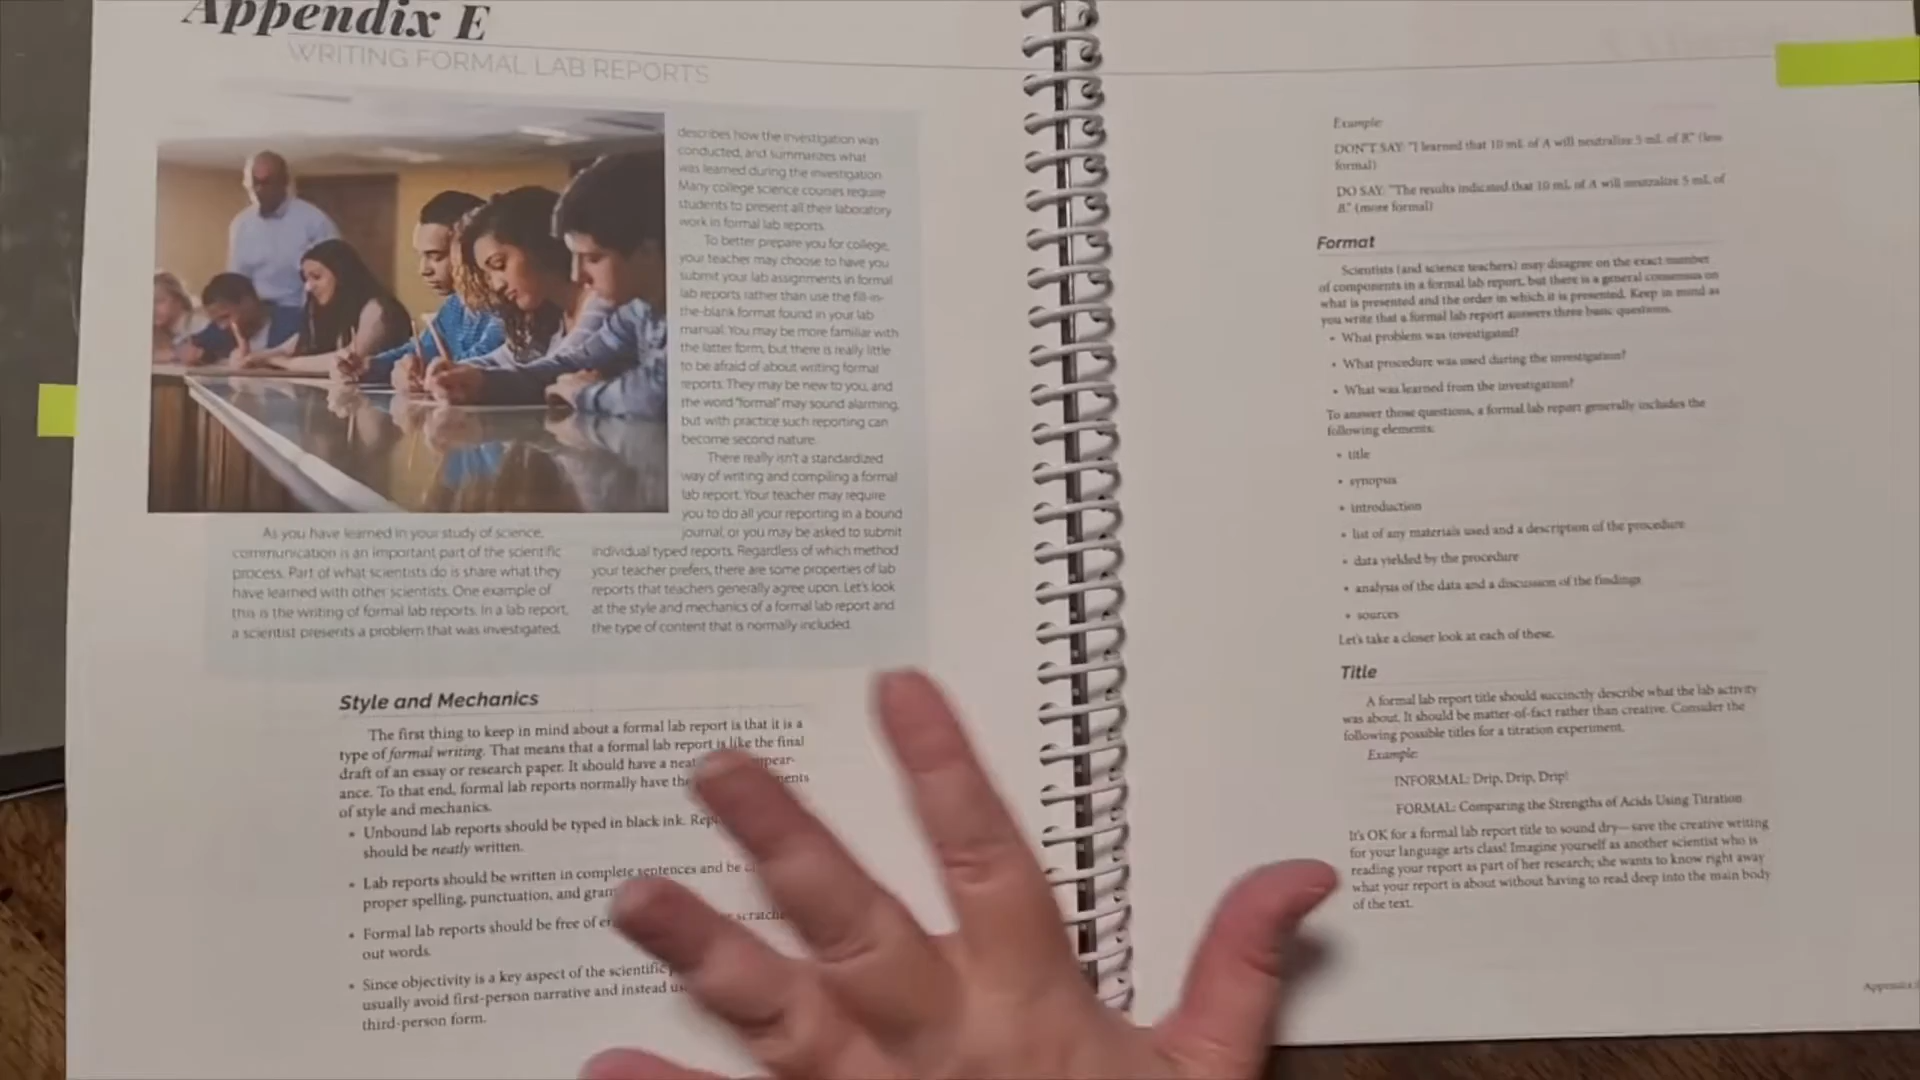 Appendix E
WRITING FORMAL LAB REPORTS
As you have learned in your study of science,
communication is an important part of the scientific
process. Part of what scientists do is share what they
have learned with other scientists. One example of
this is the writing of formal lab reports. In a lab report,
a scientist presents a problem that was investigated,
describes how the investigation was
conducted, and summarizes what
was learned during the investigation.
Many college science courses require
students to present all their laboratory
work in formal lab reports.
To better prepare you for college,
your teacher may choose to have you
submit your lab assignments in formal
lab reports rather than use the fill-in-
the-blank format found in your lab
manual. You may be more familiar with
the latter form, but there is really little
to be afraid of about writing formal
reports. They may be new to you, and
the word "formal" may sound alarming,
but with practice such reporting can
become second nature.
There really isn't a standardized
way of writing and compiling a formal
lab report. Your teacher may require
you to do all your reporting in a bound
journal, or you may be asked to submit
individual typed reports. Regardless of which method
your teacher prefers, there are some properties of lab
reports that teachers generally agree upon. Let's look
at the style and mechanics of a formal lab report and
the type of content that is normally included.
Style and Mechanics
The first thing to keep in mind about a formal lab report is that it is a
type of formal writing. That means that a formal lab report is like the final
draft of an essay or research paper. It should have a neat
ance. To that end, formal lab reports normally have
of style and mechanics.
• Unbound lab reports should be typed in black ink.
should be neatly written.
• Lab reports should be written in complete sentences and be
proper spelling, punctuation, and
• Formal lab reports should be free of
out words.
• Since objectivity is a key aspect of the scientific
usually avoid first-person narrative and instead
third-person form.
Example:
DON'T SAY: "I learned that 10 mL of A will neutralize 5 mL of B." (less
formal)
DO SAY: "The results indicated that 10 mL of A will neutralize 5 mL of
B." (more formal)
Format
Scientists (and science teachers) may disagree on the exact number
of components in a formal lab report, but there is a general consensus on
what is presented and the order in which it is presented. Keep in mind as
you write that a formal lab report answers three basic questions.
• What problem was investigated?
• What procedure was used during the investigation?
• What was learned from the investigation?
To answer those questions, a formal lab report generally includes the
following elements:
• title
• synopsis
• introduction
• list of any materials used and a description of the procedure
• data yielded by the procedure
• analysis of the data and a discussion of the findings
• sources
Let's take a closer look at each of these.
Title
A formal lab report title should succinctly describe what the lab activity
was about. It should be matter-of-fact rather than creative. Consider the
following possible titles for a titration experiment.
Example:
INFORMAL: Drip, Drip, Drip!
FORMAL: Comparing the Strengths of Acids Using Titration
It's OK for a formal lab report title to sound dry—save the creative writing
for your language arts class! Imagine yourself as another scientist who is
reading your report as part of her research; she wants to know right away
what your report is about without having to read deep into the main body
of the text.